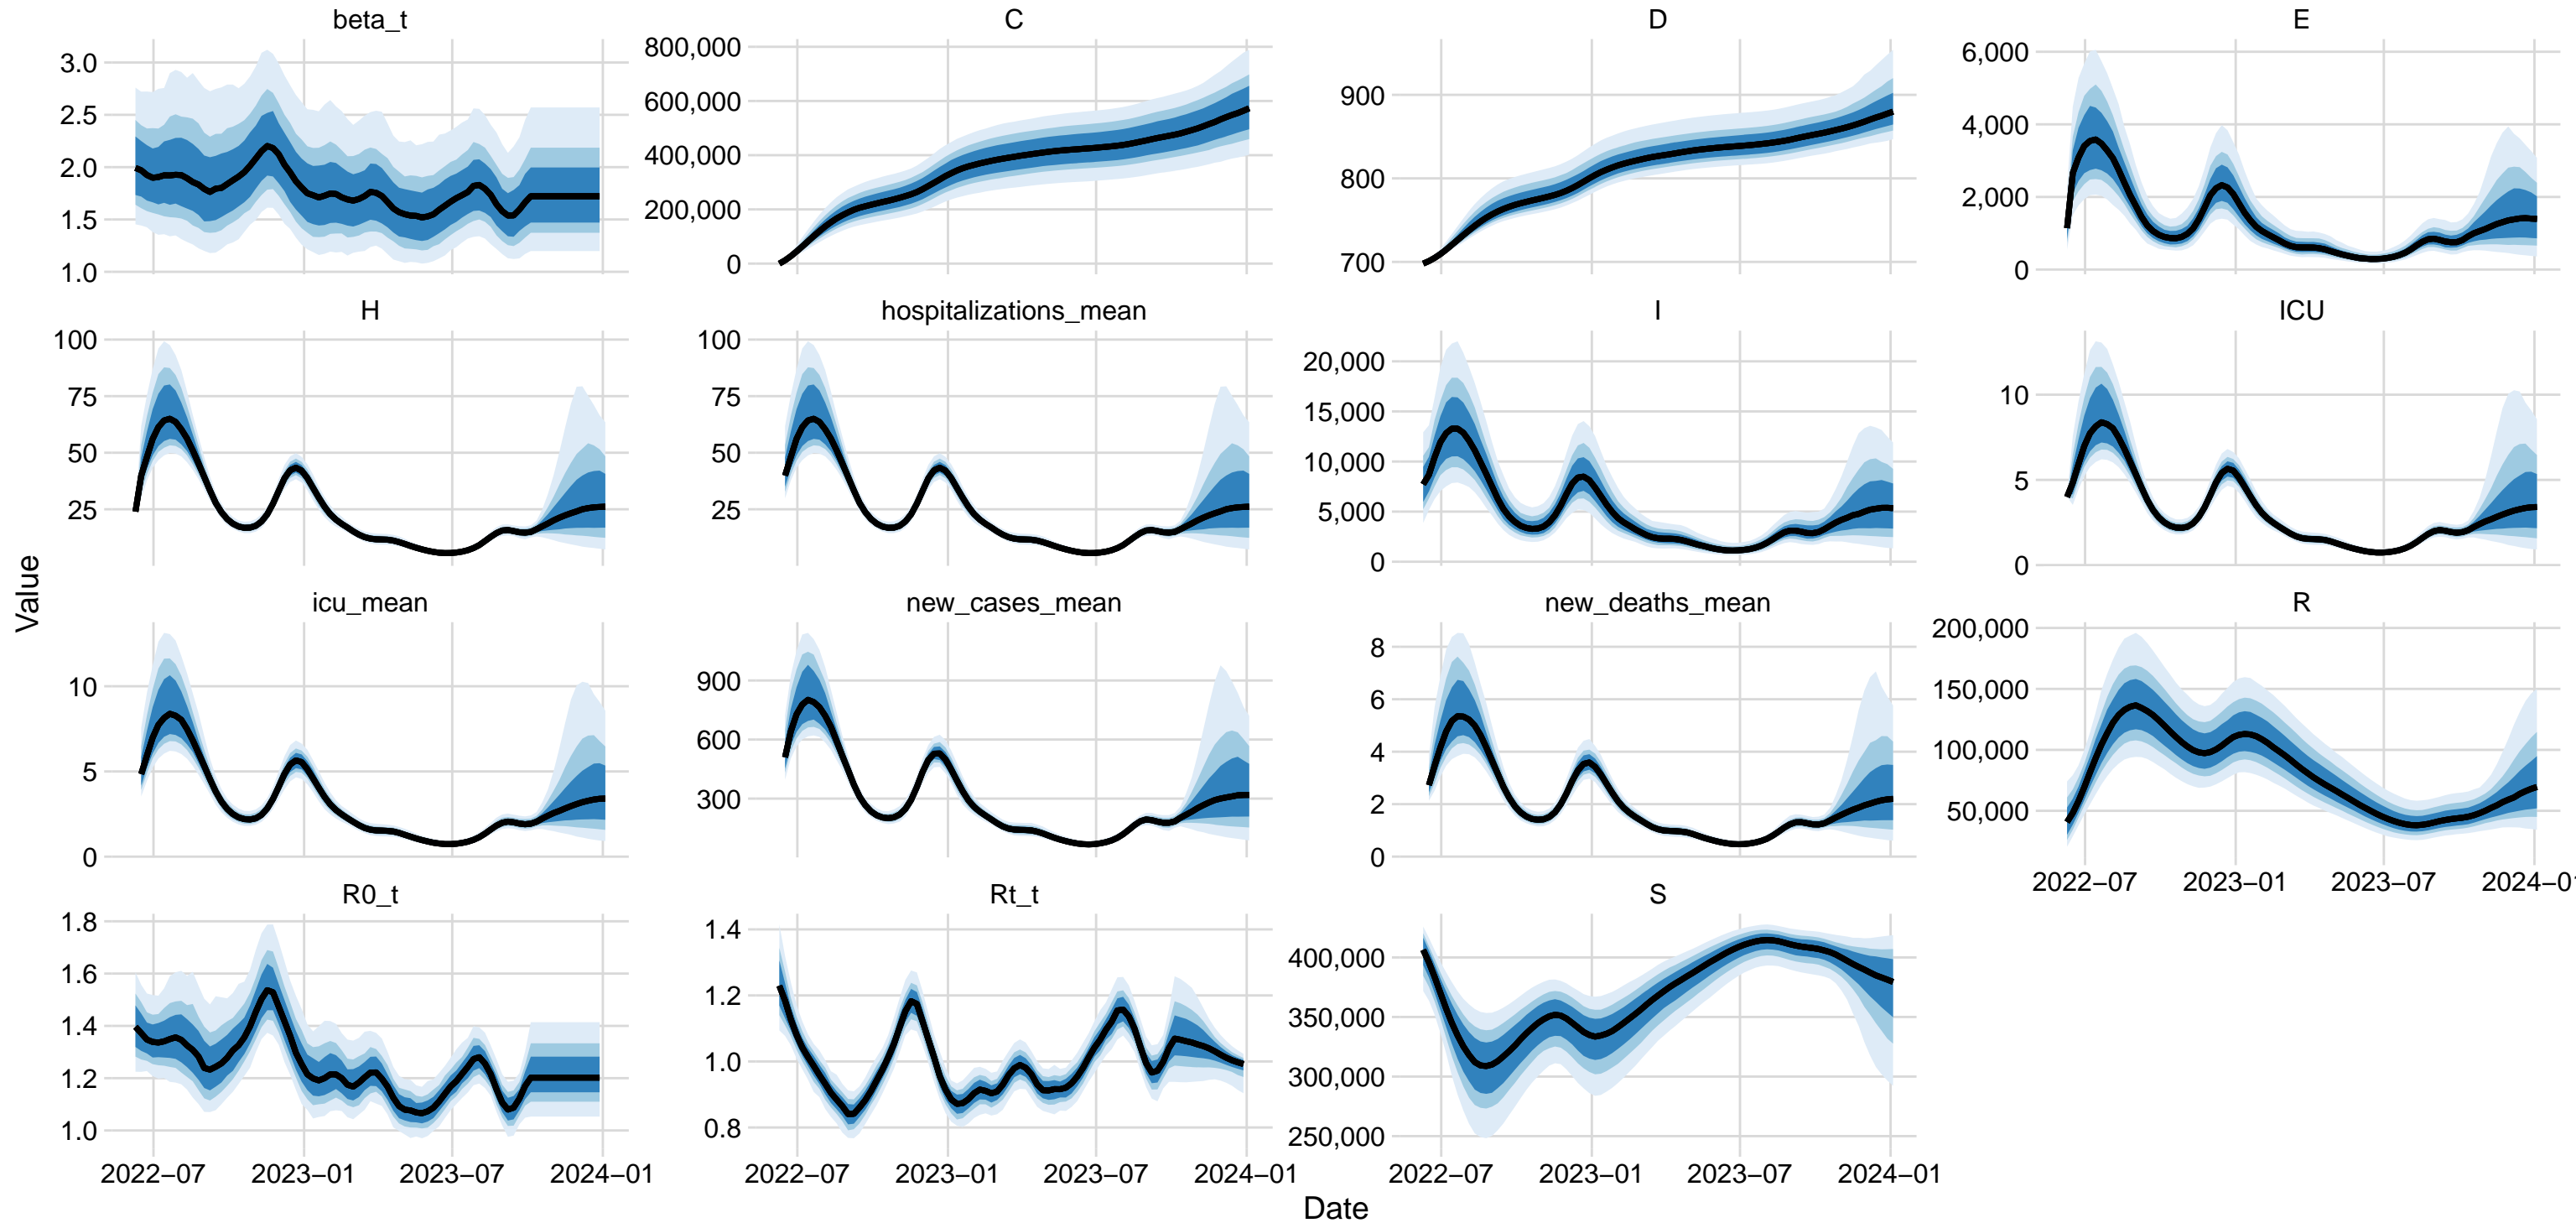 beta_t C D E
3.0 2.5 2.0 1.5 1.0
800,000 600,000 400,000 200,000 0
900 800 700
6,000 4,000 2,000 0
H hospitalizations_mean I ICU
100 75 50 25
100 75 50 25
20,000 15,000 10,000 5,000 0
10 5 0
Value
icu_mean new_cases_mean new_deaths_mean R
10 5 0
900 600 300
8 6 4 2 0
200,000 150,000 100,000 50,000
2022–07 2023–01 2023–07 2024–01
R0_t Rt_t S
1.8 1.6 1.4 1.2 1.0
1.4 1.2 1.0 0.8
400,000 350,000 300,000 250,000
2022–07 2023–01 2023–07 2024–01 2022–07 2023–01 2023–07 2024–01 2022–07 2023–01 2023–07 2024–01
Date